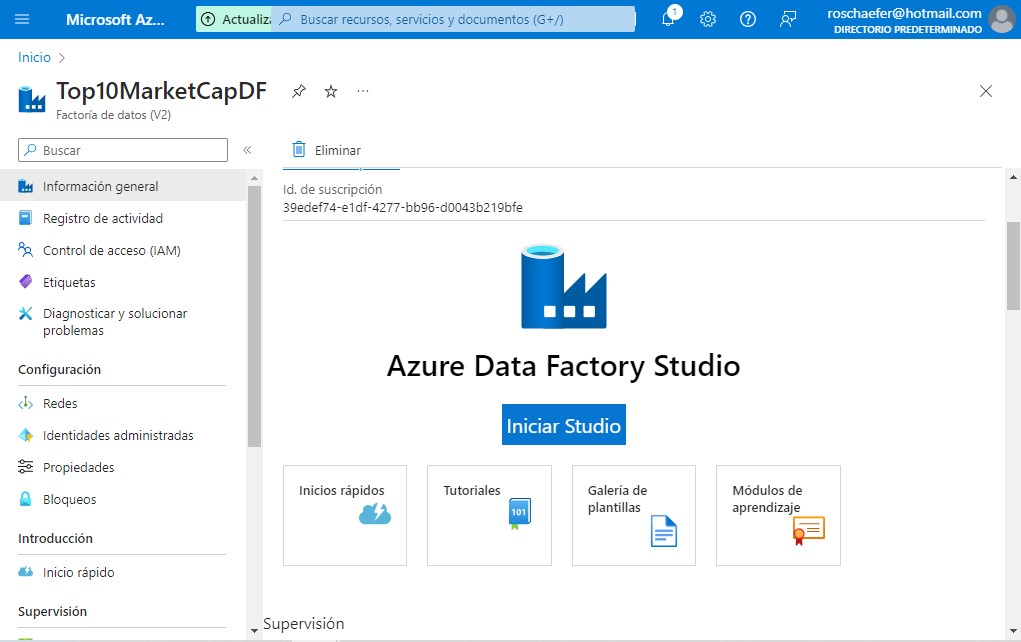 Microsoft Az...
Actualiza
Buscar recursos, servicios y documentos (G+/)
1
roschaefer@hotmail.com
DIRECTORIO PREDETERMINADO
Inicio
Top10MarketCapDF
Factoría de datos (V2)
Buscar
Eliminar
Información general
Registro de actividad
Control de acceso (IAM)
Etiquetas
Diagnosticar y solucionar
problemas
Configuración
Redes
Identidades administradas
Propiedades
Bloqueos
Introducción
Inicio rápido
Supervisión
Id. de suscripción
39edef74-e1df-4277-bb96-d0043b219bfe
Azure Data Factory Studio
Iniciar Studio
Inicios rápidos
Tutoriales
101
Galería de
plantillas
Módulos de
aprendizaje
Supervisión